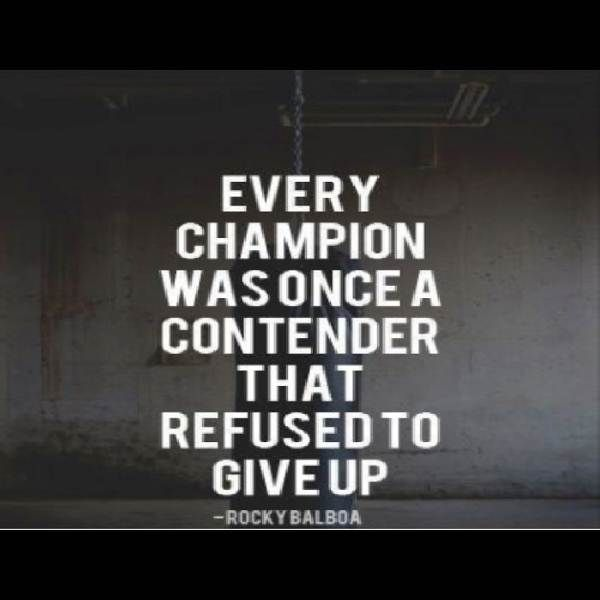 EVERY
CHAMPION
WAS ONCE A
CONTENDER
THAT
REFUSED TO
GIVE UP
-ROCKY BALBOA